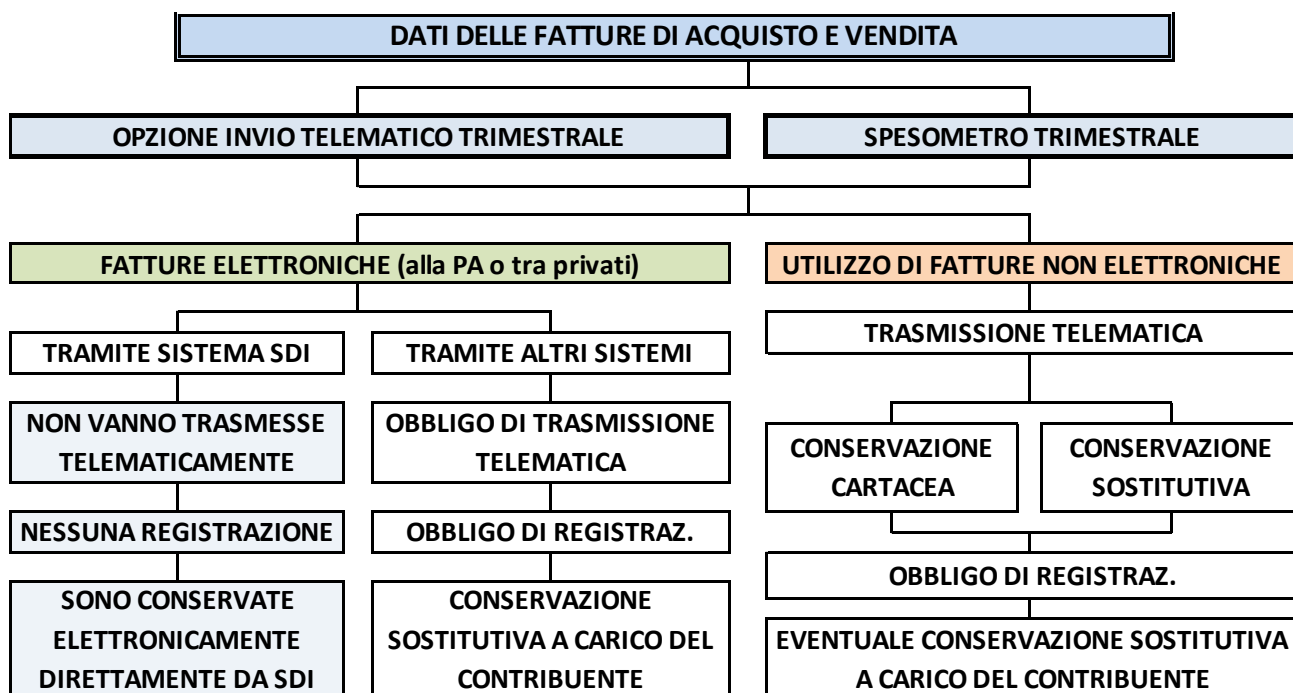 DATI DELLE FATTURE DI ACQUISTO E VENDITA
OPZIONE INVIO TELEMATICO TRIMESTRALE
SPESOMETRO TRIMESTRALE
FATTURE ELETTRONICHE (alla PA o tra privati)
UTILIZZO DI FATTURE NON ELETTRONICHE
TRAMITE SISTEMA SDI
TRAMITE ALTRI SISTEMI
TRASMISSIONE TELEMATICA
NON VANNO TRASMESSE
TELEMATICAMENTE
OBBLIGO DI TRASMISSIONE
TELEMATICA
CONSERVAZIONE
CARTACEA
CONSERVAZIONE
SOSTITUTIVA
NESSUNA REGISTRAZIONE
OBBLIGO DI REGISTRAZ.
OBBLIGO DI REGISTRAZ.
SONO CONSERVATE
ELETTRONICAMENTE
DIRETTAMENTE DA SDI
CONSERVAZIONE
SOSTITUTIVA A CARICO DEL
CONTRIBUENTE
EVENTUALE CONSERVAZIONE SOSTITUTIVA
A CARICO DEL CONTRIBUENTE